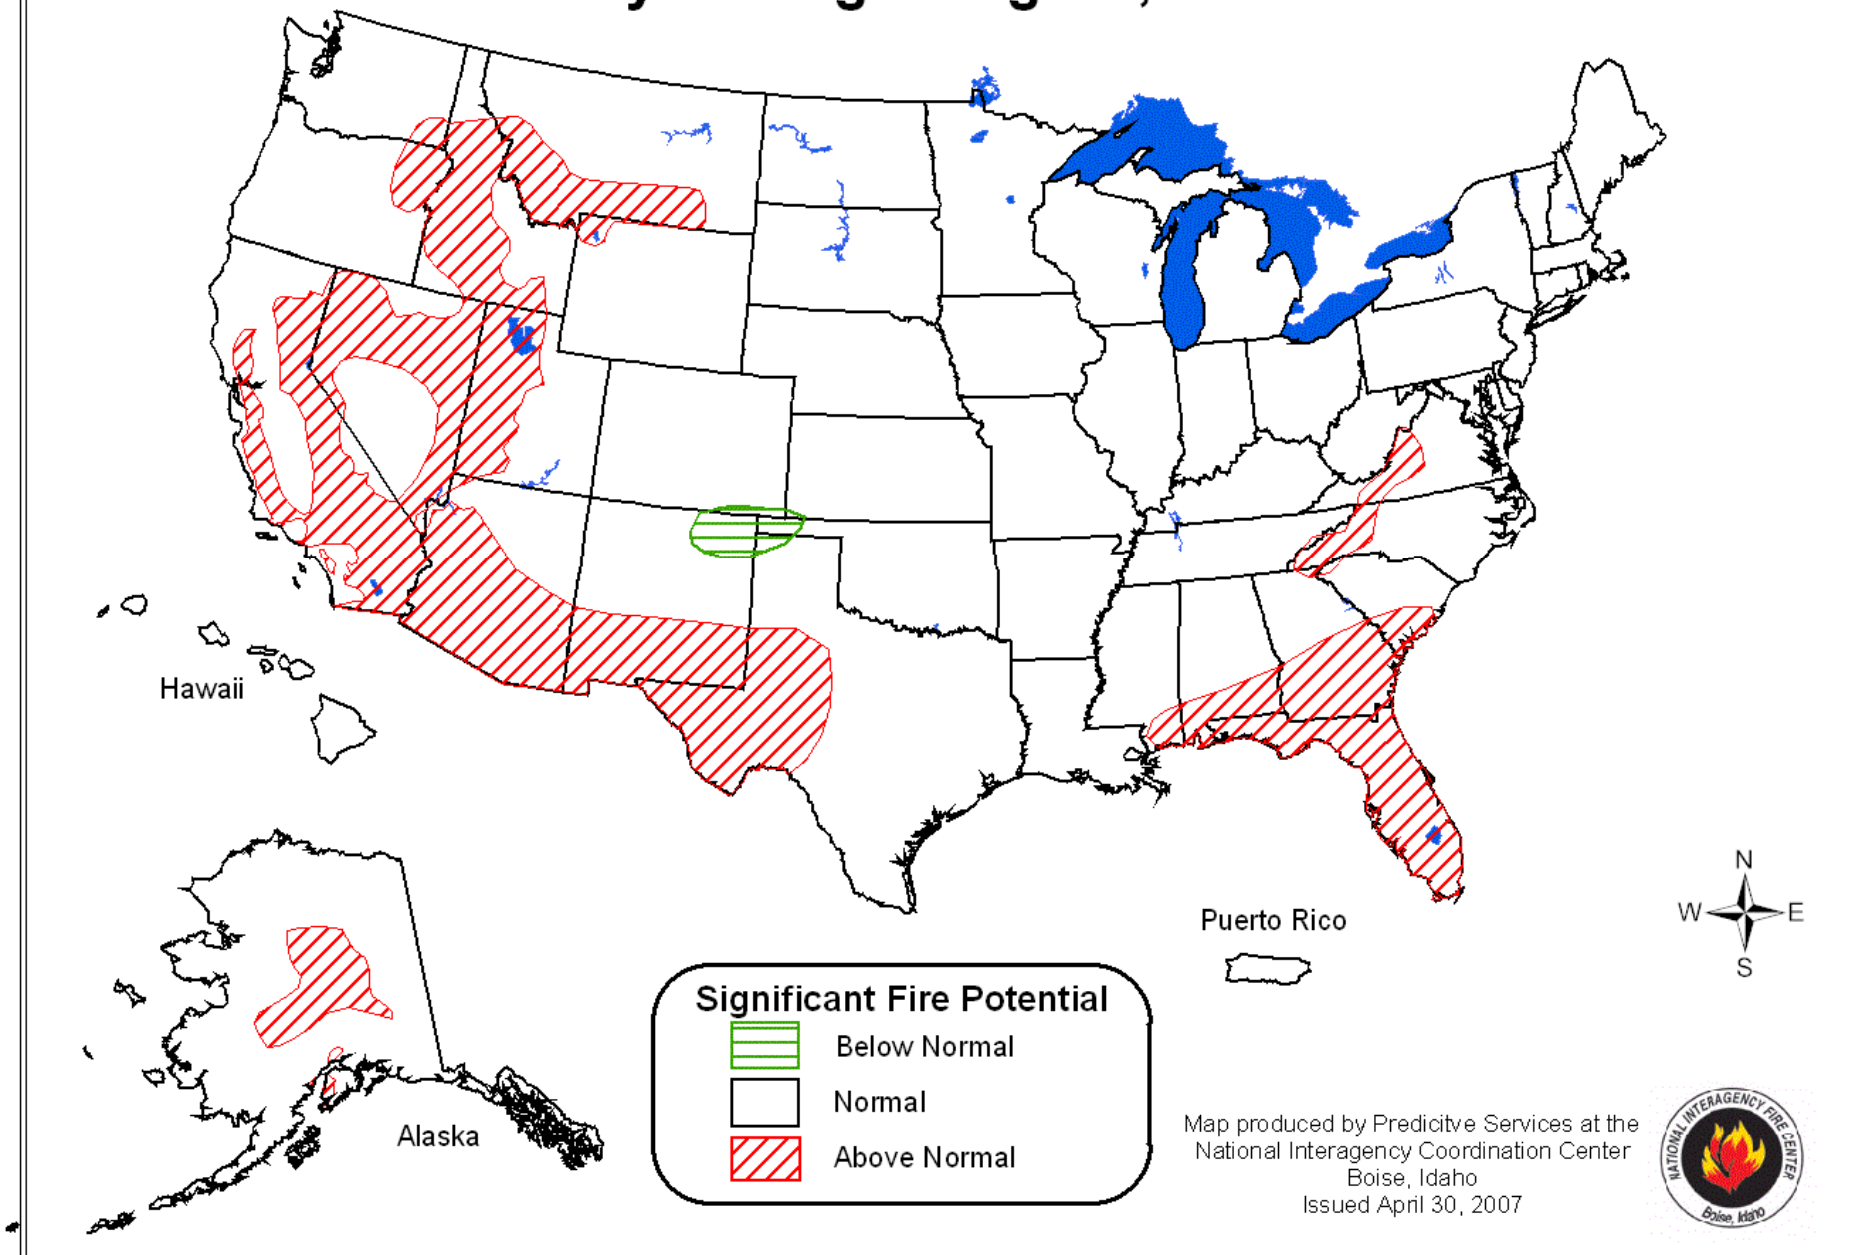 Hawaii
Alaska
Puerto Rico
N
W E
S
Significant Fire Potential
Below Normal
Normal
Above Normal
Map produced by Predicitve Services at the
National Interagency Coordination Center
Boise, Idaho
Issued April 30, 2007
NATIONAL INTERAGENCY FIRE CENTER
Boise, Idaho